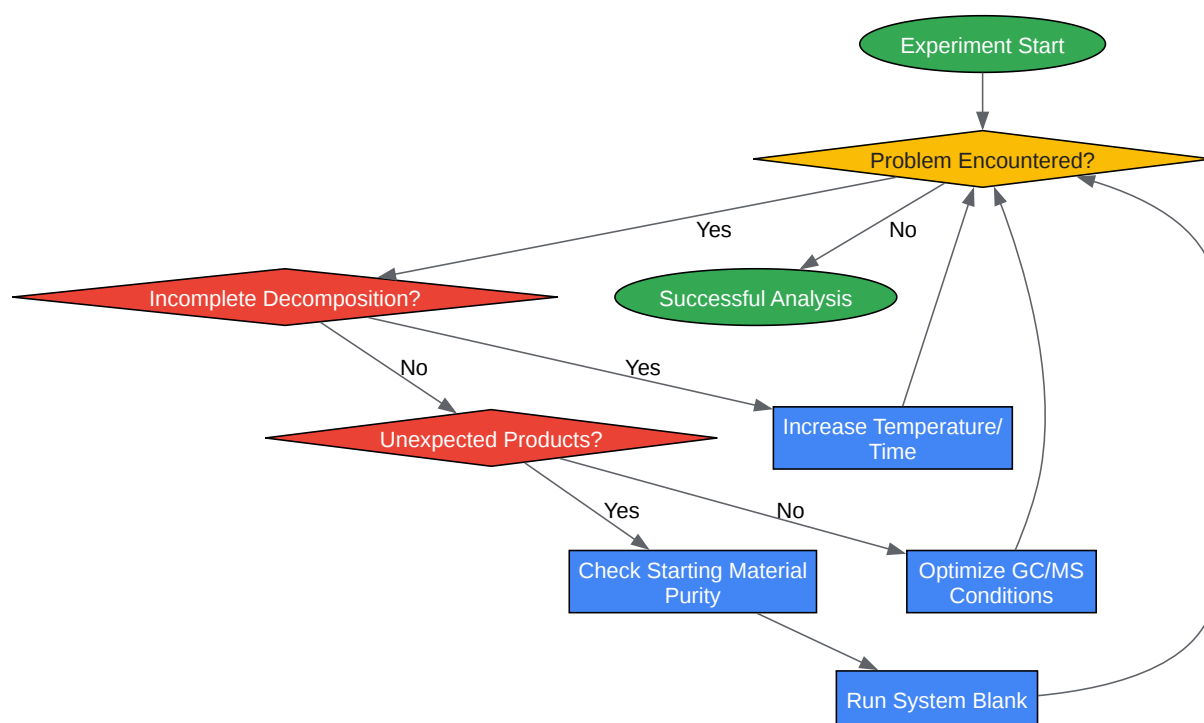 Experiment Start
Problem Encountered?
Yes
No
Incomplete Decomposition?
Successful Analysis
No
Yes
Increase Temperature/
Time
Unexpected Products?
Yes
No
Check Starting Material
Purity
Optimize GC/MS
Conditions
Run System Blank